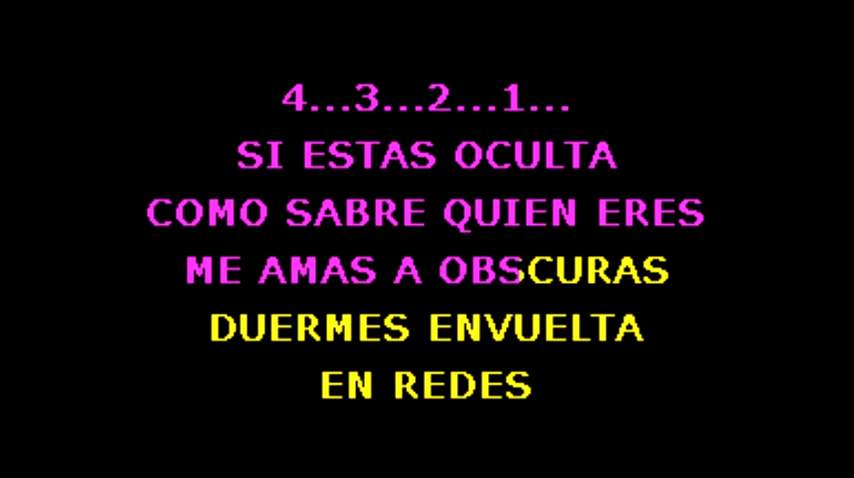 4...3...2...1...
SI ESTAS OCULTA
COMO SABRE QUIEN ERES
ME AMAS A OBSCURAS
DUERMES ENVUELTA
EN REDES